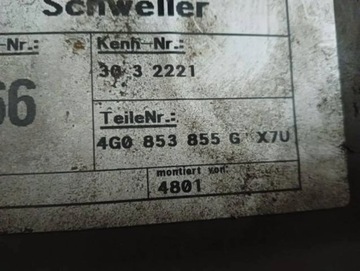 Schweller
-Nr.:
Kenn-Nr.:
30 3 2221
66
TeileNr.:
4G0 853 855 G X7U
montiert von:
4801